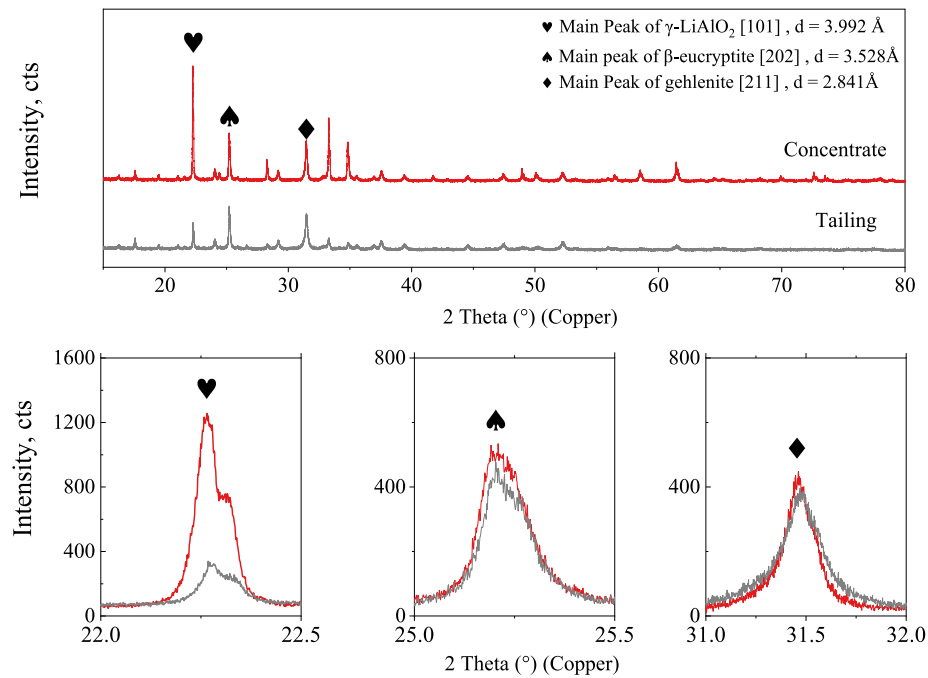 ♥ Main Peak of γ-LiAlO₂ [101] , d = 3.992 Å
♠ Main peak of β-eucryptite [202] , d = 3.528Å
♦ Main Peak of gehlenite [211] , d = 2.841Å
Intensity, cts
Concentrate
Tailing
20 30 40 50 60 70 80
2 Theta (°) (Copper)
Intensity, cts
1600
1200
800
400
0
22.0 22.5
800
400
0
25.0 25.5
800
400
0
31.0 31.5 32.0
2 Theta (°) (Copper)